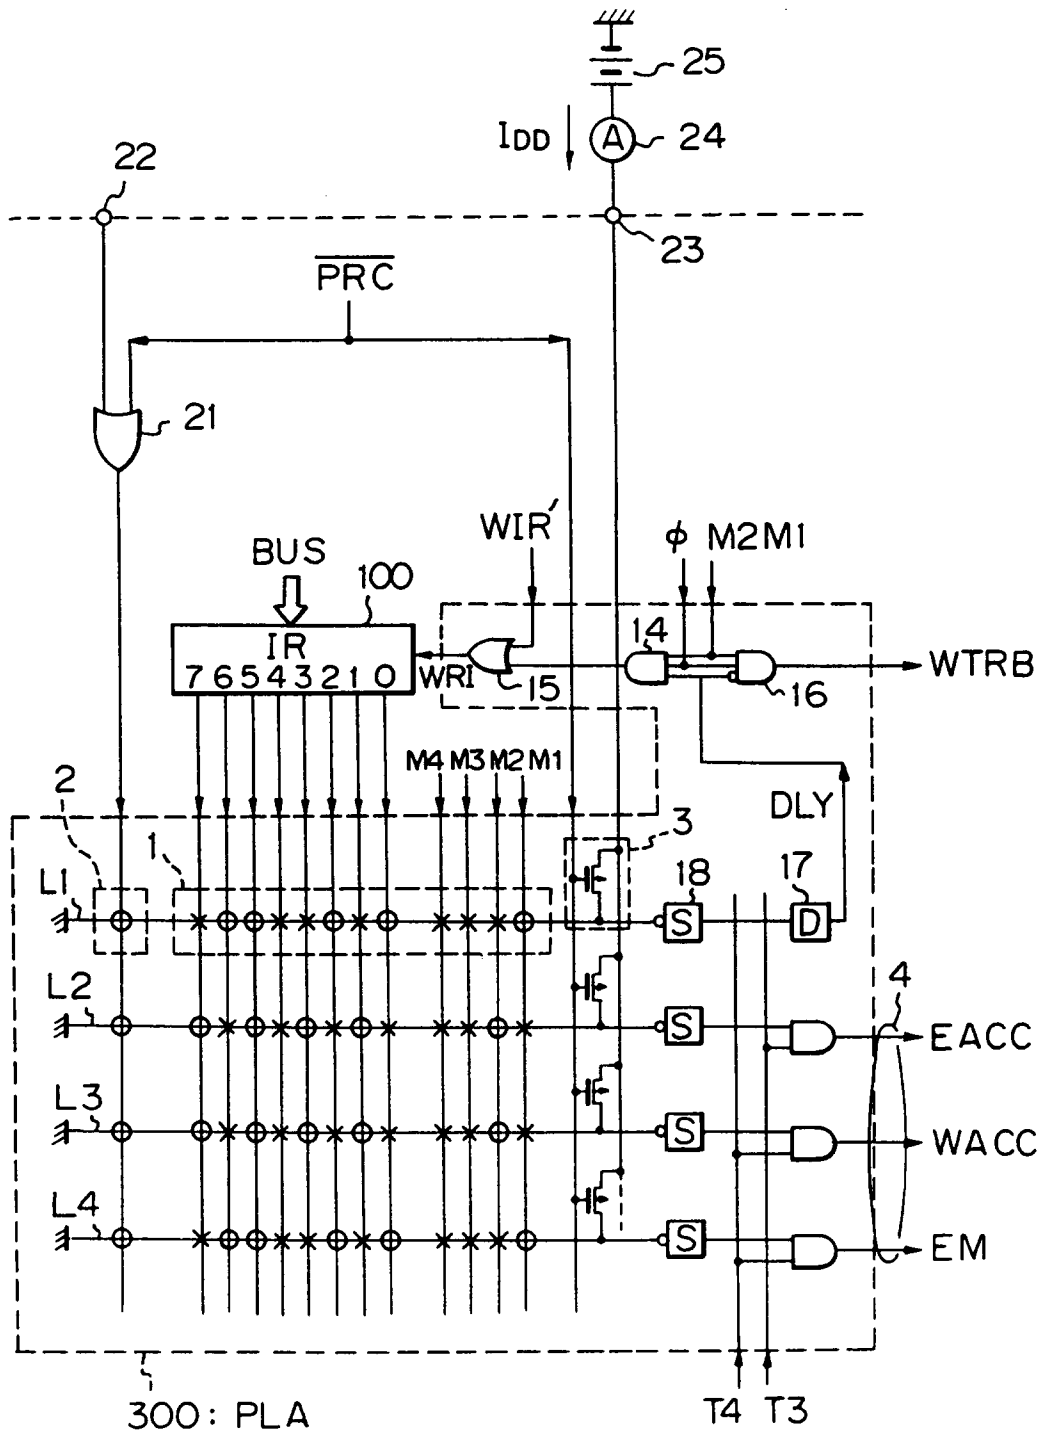 25
IDD
A
24
22
23
PRC
21
WIR'
φ
M2M1
BUS
100
14
IR
WRI
15
16
WTRB
7 6 5 4 3 2 1 0
M4 M3 M2 M1
DLY
2
1
3
L1
18
17
S
D
L2
4
S
EACC
L3
S
WACC
L4
S
EM
300: PLA
T4 T3